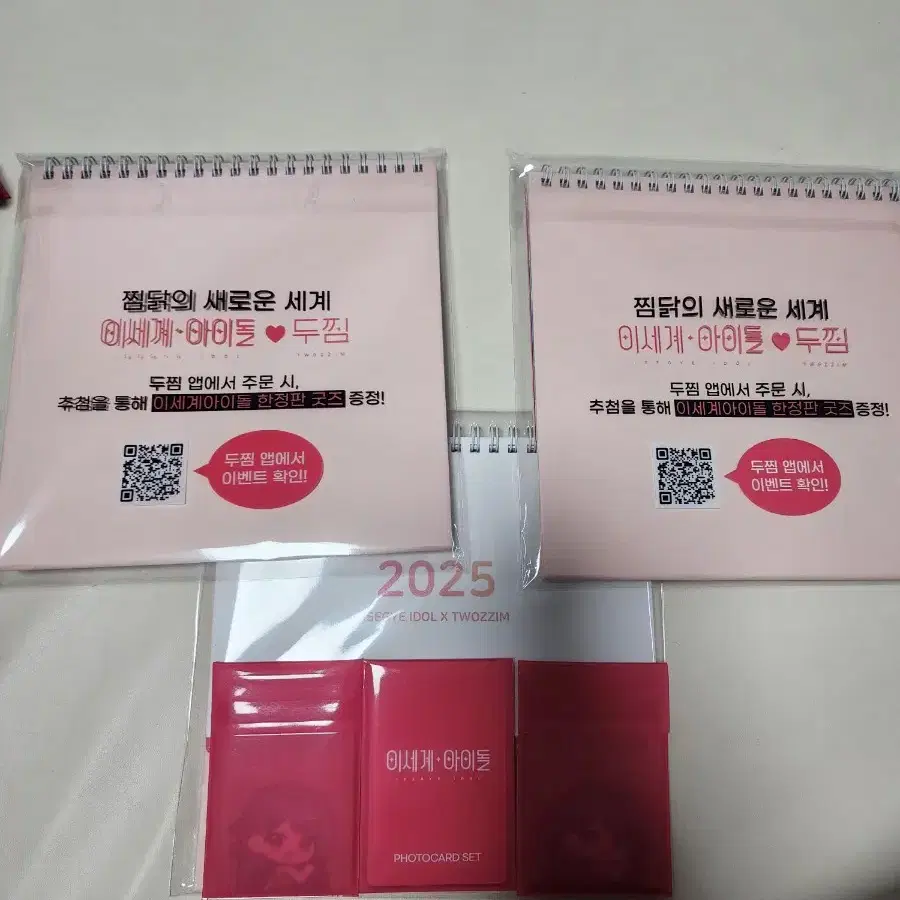 찜닭의 새로운 세계
이세계아이돌 ♥ 두찜
TWOZZIM
두찜 앱에서 주문 시,
추첨을 통해 이세계아이돌 한정판 굿즈 증정!
두찜 앱에서
이벤트 확인!
찜닭의 새로운 세계
이세계아이돌 ♥ 두찜
SEGYE IDOL TWOZZIM
두찜 앱에서 주문 시,
추첨을 통해 이세계아이돌 한정판 굿즈 증정!
두찜 앱에서
이벤트 확인!
2025
SEGYE IDOL X TWOZZIM
이세계아이돌
SEGYE IDOL
PHOTOCARD SET